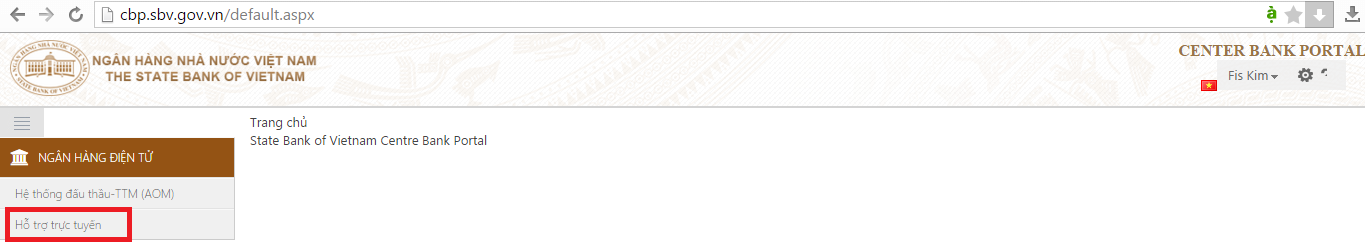 cbp.sbv.gov.vn/default.aspx
NGÂN HÀNG NHÀ NƯỚC VIỆT NAM
THE STATE BANK OF VIETNAM
CENTER BANK PORTAL
Fis Kim
Trang chủ
State Bank of Vietnam Centre Bank Portal
NGÂN HÀNG ĐIỆN TỬ
Hệ thống đấu thầu-TTM (AOM)
Hỗ trợ trực tuyến